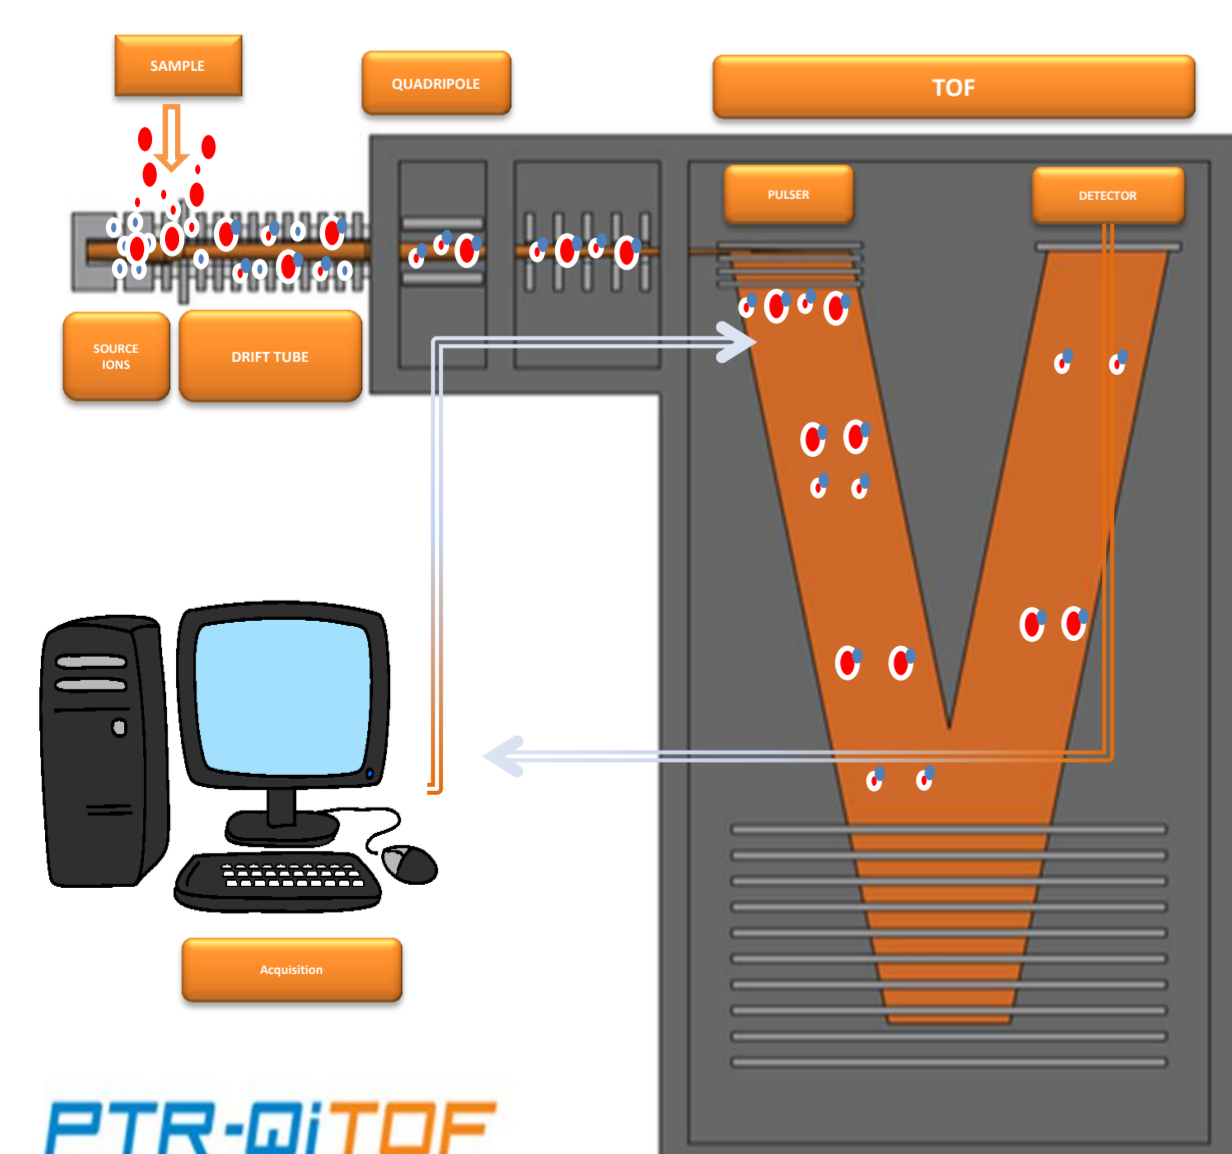 SAMPLE
QUADRIPOLE
TOF
PULSER
DETECTOR
SOURCE
IONS
DRIFT TUBE
Acquisition
PTR-QiTOF